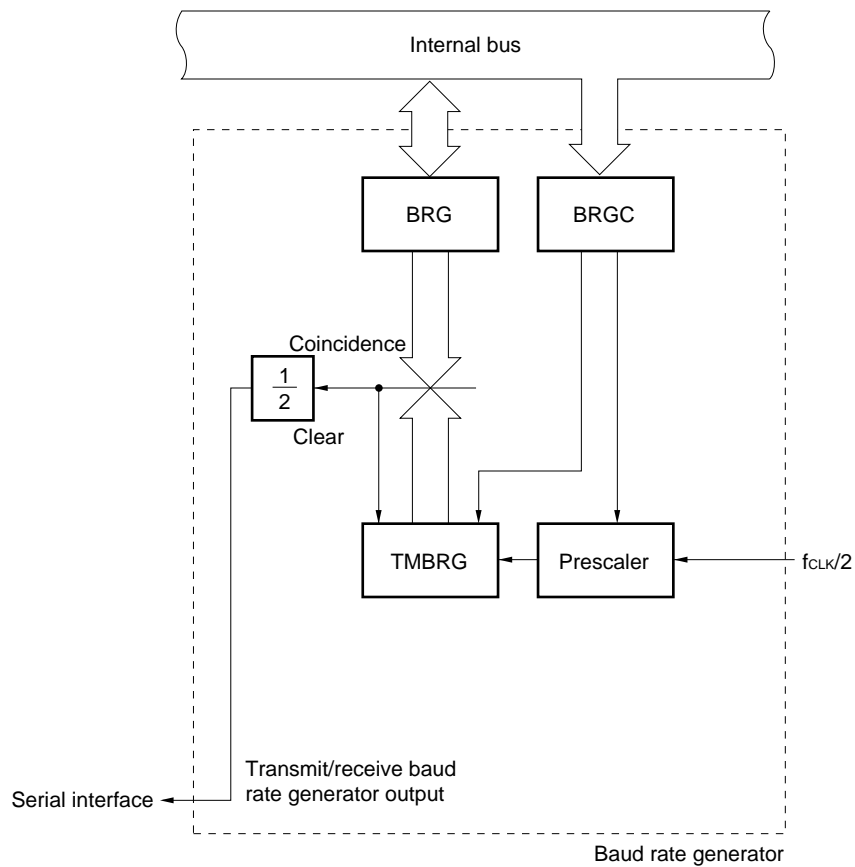 Internal bus
BRG
BRGC
Coincidence
1
2
Clear
TMBRG
Prescaler
fCLK/2
Transmit/receive baud
rate generator output
Serial interface
Baud rate generator